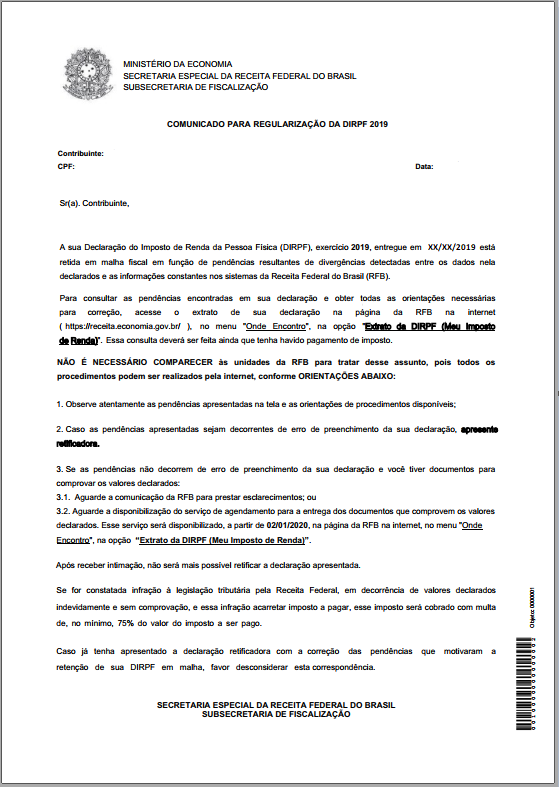 MINISTÉRIO DA ECONOMIA
SECRETARIA ESPECIAL DA RECEITA FEDERAL DO BRASIL
SUBSECRETARIA DE FISCALIZAÇÃO
COMUNICADO PARA REGULARIZAÇÃO DA DIRPF 2019
Contribuinte:
CPF: Data:
Sr(a). Contribuinte,
A sua Declaração do Imposto de Renda da Pessoa Física (DIRPF), exercício 2019, entregue em XX/XX/2019 está
retida em malha fiscal em função de pendências resultantes de divergências detectadas entre os dados nela
declarados e as informações constantes nos sistemas da Receita Federal do Brasil (RFB).
Para consultar as pendências encontradas em sua declaração e obter todas as orientações necessárias
para correção, acesse o extrato de sua declaração na página da RFB na internet
( https://receita.economia.gov.br/ ), no menu "Onde Encontro", na opção "Extrato da DIRPF (Meu Imposto
de Renda)". Essa consulta deverá ser feita ainda que tenha havido pagamento de imposto.
NÃO É NECESSÁRIO COMPARECER às unidades da RFB para tratar desse assunto, pois todos os
procedimentos podem ser realizados pela internet, conforme ORIENTAÇÕES ABAIXO:
1. Observe atentamente as pendências apresentadas na tela e as orientações de procedimentos disponíveis;
2. Caso as pendências apresentadas sejam decorrentes de erro de preenchimento da sua declaração, apresente
retificadora.
3. Se as pendências não decorrem de erro de preenchimento da sua declaração e você tiver documentos para
comprovar os valores declarados:
3.1. Aguarde a comunicação da RFB para prestar esclarecimentos; ou
3.2. Aguarde a disponibilização do serviço de agendamento para a entrega dos documentos que comprovem os valores
declarados. Esse serviço será disponibilizado, a partir de 02/01/2020, na página da RFB na internet, no menu "Onde
Encontro", na opção “Extrato da DIRPF (Meu Imposto de Renda)”.
Após receber intimação, não será mais possível retificar a declaração apresentada.
Se for constatada infração à legislação tributária pela Receita Federal, em decorrência de valores declarados
indevidamente e sem comprovação, e essa infração acarretar imposto a pagar, esse imposto será cobrado com multa
de, no mínimo, 75% do valor do imposto a ser pago.
Caso já tenha apresentado a declaração retificadora com a correção das pendências que motivaram a
retenção de sua DIRPF em malha, favor desconsiderar esta correspondência.
SECRETARIA ESPECIAL DA RECEITA FEDERAL DO BRASIL
SUBSECRETARIA DE FISCALIZAÇÃO
Objeto: 0000001